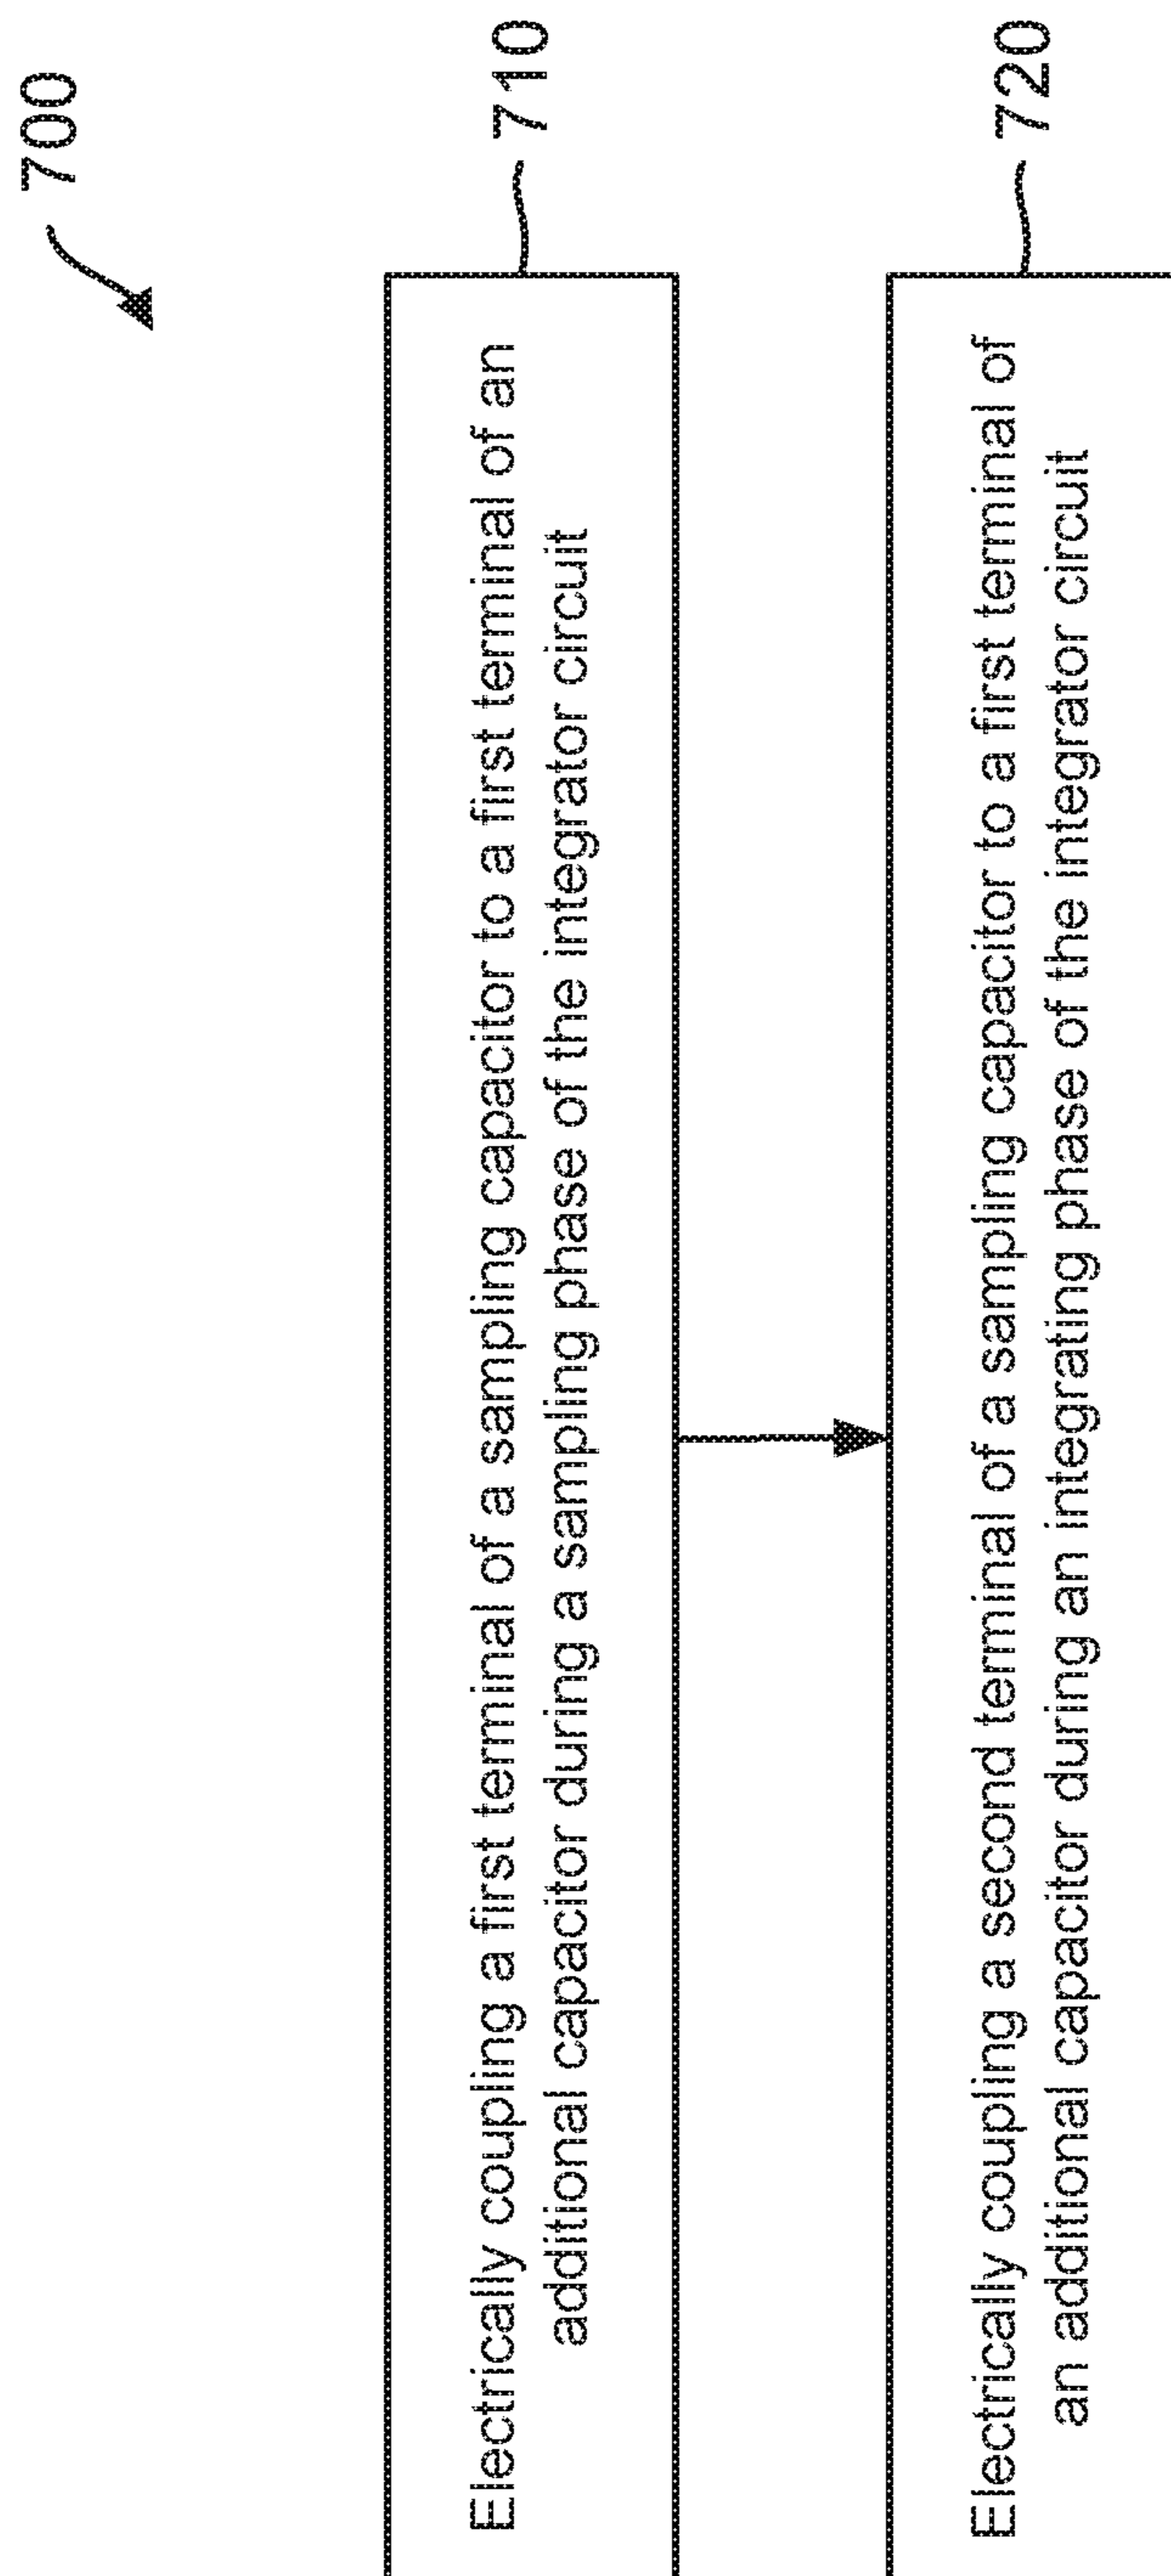 700
710
Electrically coupling a first terminal of a sampling capacitor to a first terminal of an
additional capacitor during a sampling phase of the integrator circuit
720
Electrically coupling a second terminal of a sampling capacitor to a first terminal of
an additional capacitor during an integrating phase of the integrator circuit